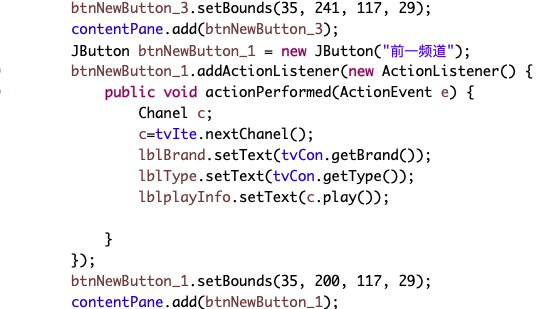 btnNewButton_3.setBounds(35, 241, 117, 29);
contentPane.add(btnNewButton_3);
JButton btnNewButton_1 = new JButton("前一频道");
btnNewButton_1.addActionListener(new ActionListener() {
public void actionPerformed(ActionEvent e) {
Chanel c;
c=tvIte.nextChanel();
lblBrand.setText(tvCon.getBrand());
lblType.setText(tvCon.getType());
lblplayInfo.setText(c.play());
}
});
btnNewButton_1.setBounds(35, 200, 117, 29);
contentPane.add(btnNewButton_1);